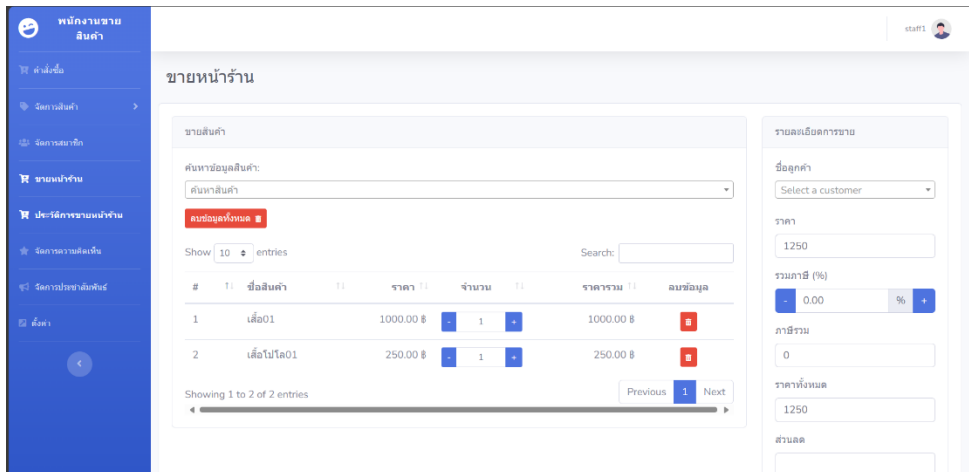 พนักงานขาย
สินค้า
staff1
คำสั่งซื้อ
จัดการสินค้า
จัดการสมาชิก
ขายหน้าร้าน
ประวัติการขายหน้าร้าน
จัดการความคิดเห็น
จัดการประชาสัมพันธ์
ตั้งค่า
ขายหน้าร้าน
ขายสินค้า
ค้นหาข้อมูลสินค้า:
ค้นหาสินค้า
ลบข้อมูลทั้งหมด
Show 10 entries
Search:
# ชื่อสินค้า ราคา จำนวน ราคารวม ลบข้อมูล
1 เสื้อ01 1000.00 ฿ - 1 + 1000.00 ฿
2 เสื้อโปโล01 250.00 ฿ - 1 + 250.00 ฿
Showing 1 to 2 of 2 entries
Previous 1 Next
รายละเอียดการขาย
ชื่อลูกค้า
Select a customer
ราคา
1250
รวมภาษี (%)
- 0.00 % +
ภาษีรวม
0
ราคาทั้งหมด
1250
ส่วนลด